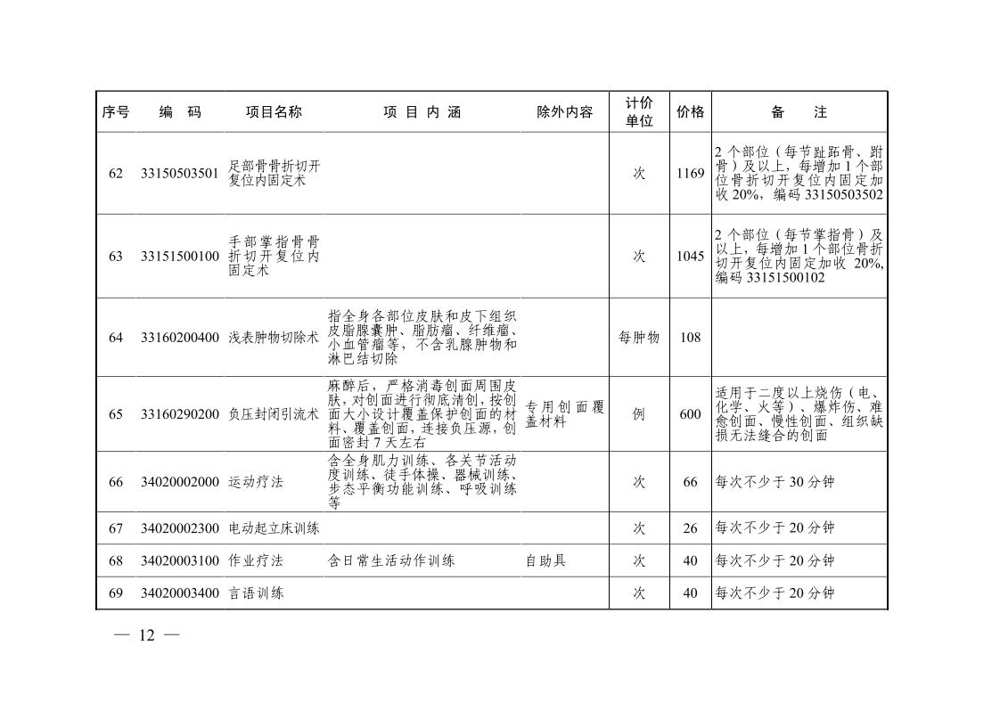 序号 编 码 项目名称 项 目 内 涵 除外内容 计价 价格 备 注
单位
62 33150503501 足部骨骨折切开
复位内固定术
次 1169
2 个部位（每节趾跖骨、跗
骨）及以上，每增加 1 个部
位骨折切开复位内固定加
收 20%，编码 33150503502
63 33151500100
手部掌指骨骨
折切开复位内
固定术
次 1045
2 个部位（每节掌指骨）及
以上，每增加 1 个部位骨折
切开复位内固定加收 20%,
编码 33151500102
64 33160200400 浅表肿物切除术
指全身各部位皮肤和皮下组织
皮脂腺囊肿、脂肪瘤、纤维瘤、
小血管瘤等，不含乳腺肿物和
淋巴结切除
每肿物 108
65 33160290200 负压封闭引流术
麻醉后，严格消毒创面周围皮
肤，对创面进行彻底清创，按创
面大小设计覆盖保护创面的材
料、覆盖创面，连接负压源，创
面密封 7 天左右
专用创面覆
盖材料
例 600
适用于二度以上烧伤（电、
化学、火等）、爆炸伤、难
愈创面、慢性创面、组织缺
损无法缝合的创面
66 34020002000 运动疗法
含全身肌力训练、各关节活动
度训练、徒手体操、器械训练、
步态平衡功能训练、呼吸训练
等
次 66 每次不少于 30 分钟
67 34020002300 电动起立床训练 次 26 每次不少于 20 分钟
68 34020003100 作业疗法 含日常生活动作训练 自助具 次 40 每次不少于 20 分钟
69 34020003400 言语训练 次 40 每次不少于 20 分钟
— 12 —